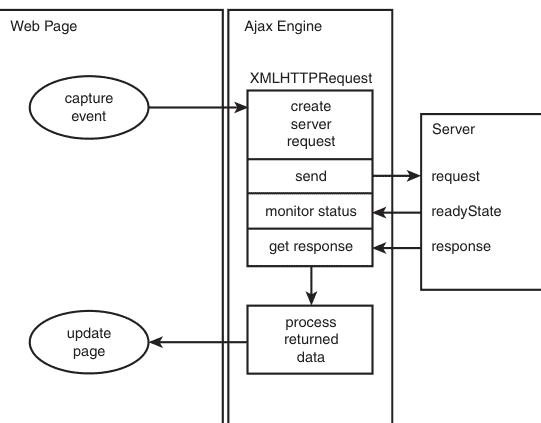 Web Page
Ajax Engine
XMLHTTPRequest
capture
event
create
server
request
Server
send
request
monitor status
readyState
get response
response
update
page
process
returned
data